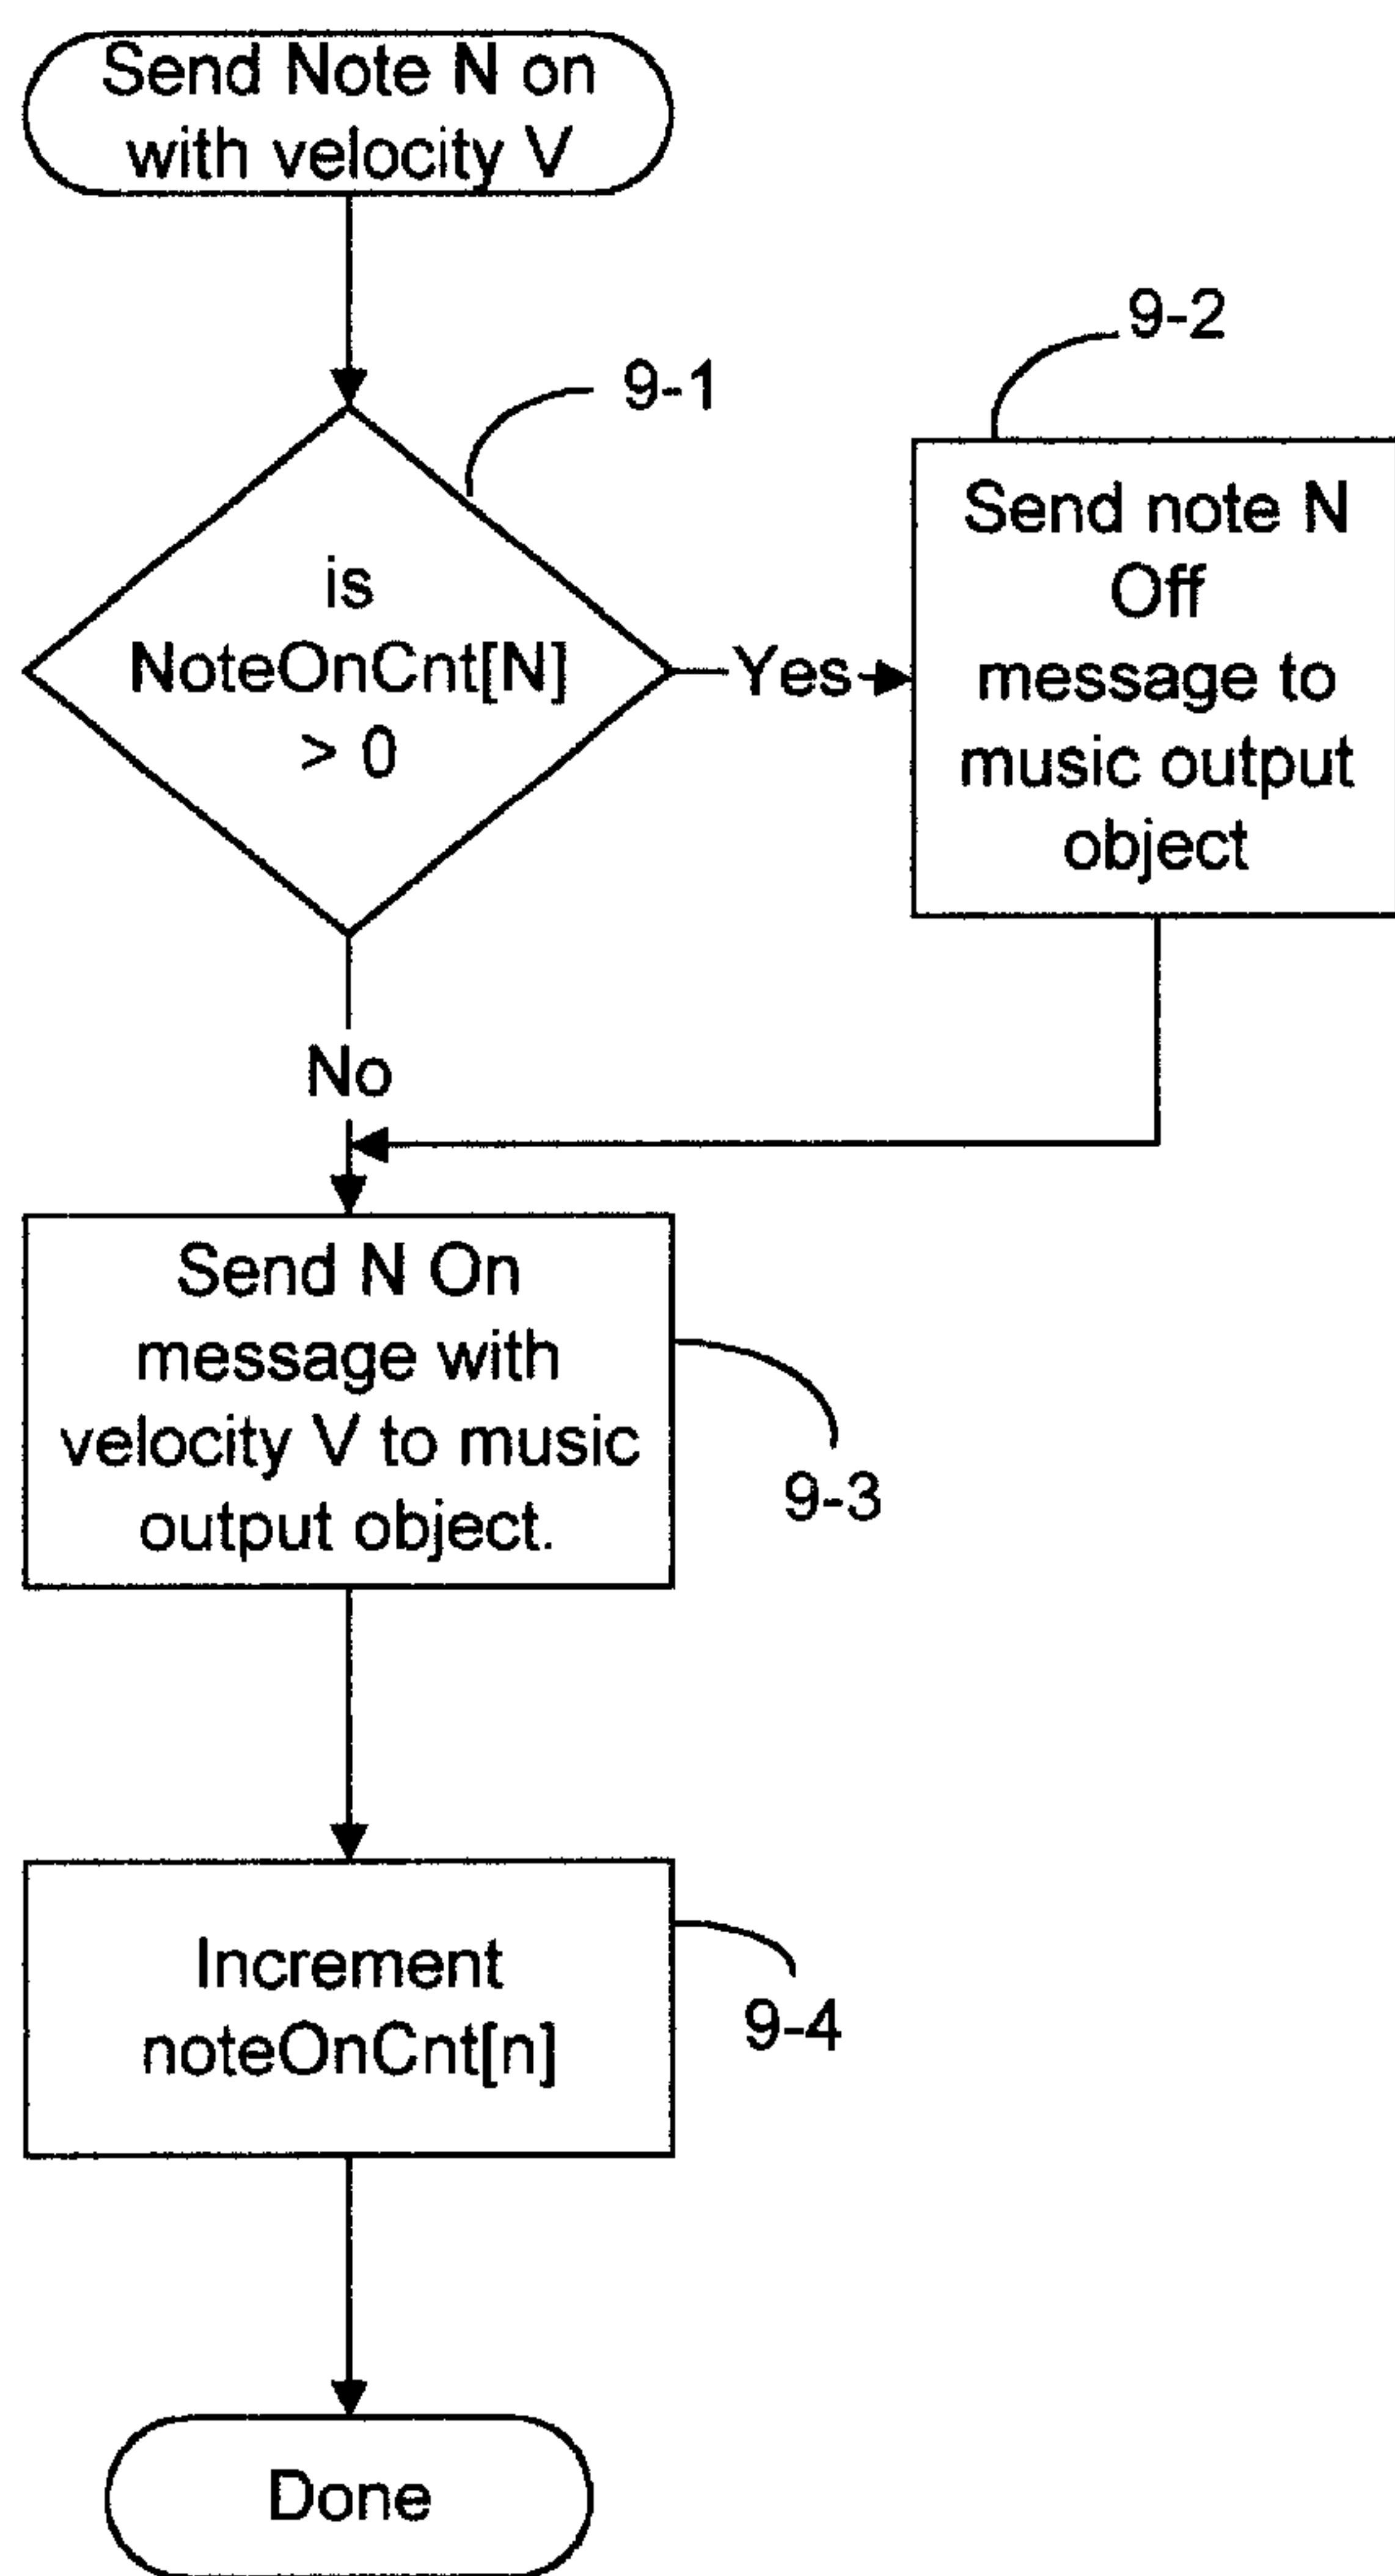 Send Note N on
with velocity V
9-1
9-2
is
NoteOnCnt[N]
> 0
Yes
Send note N
Off
message to
music output
object
No
Send N On
message with
velocity V to music
output object.
9-3
Increment
noteOnCnt[n]
9-4
Done